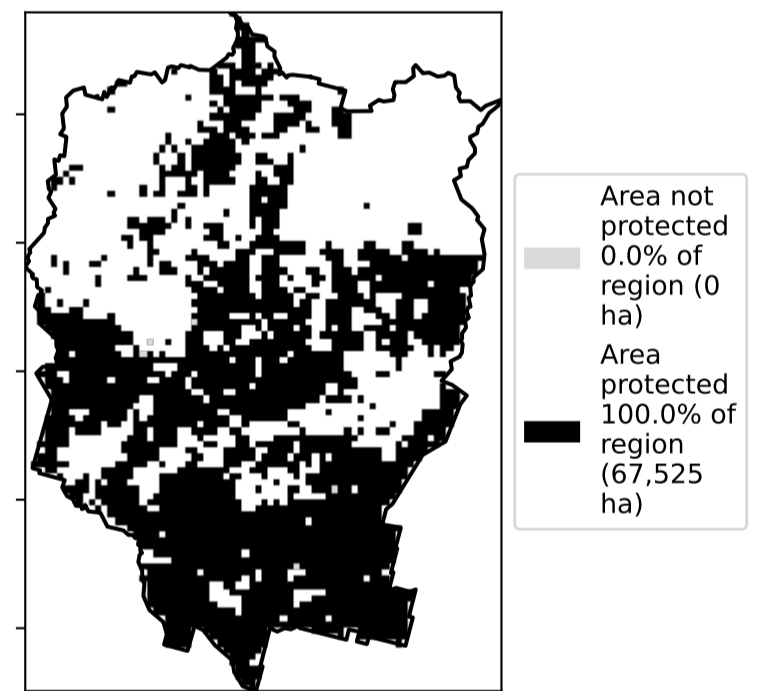 Area not
protected
0.0% of
region (0
ha)
Area
protected
100.0% of
region
(67,525
ha)